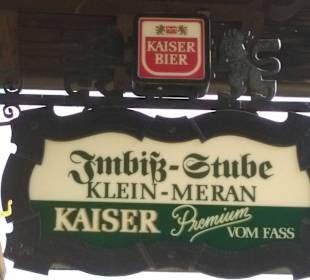 KAISER
BIER
Imbiß-Stube
KLEIN-MERAN
KAISER Premium
VOM FASS